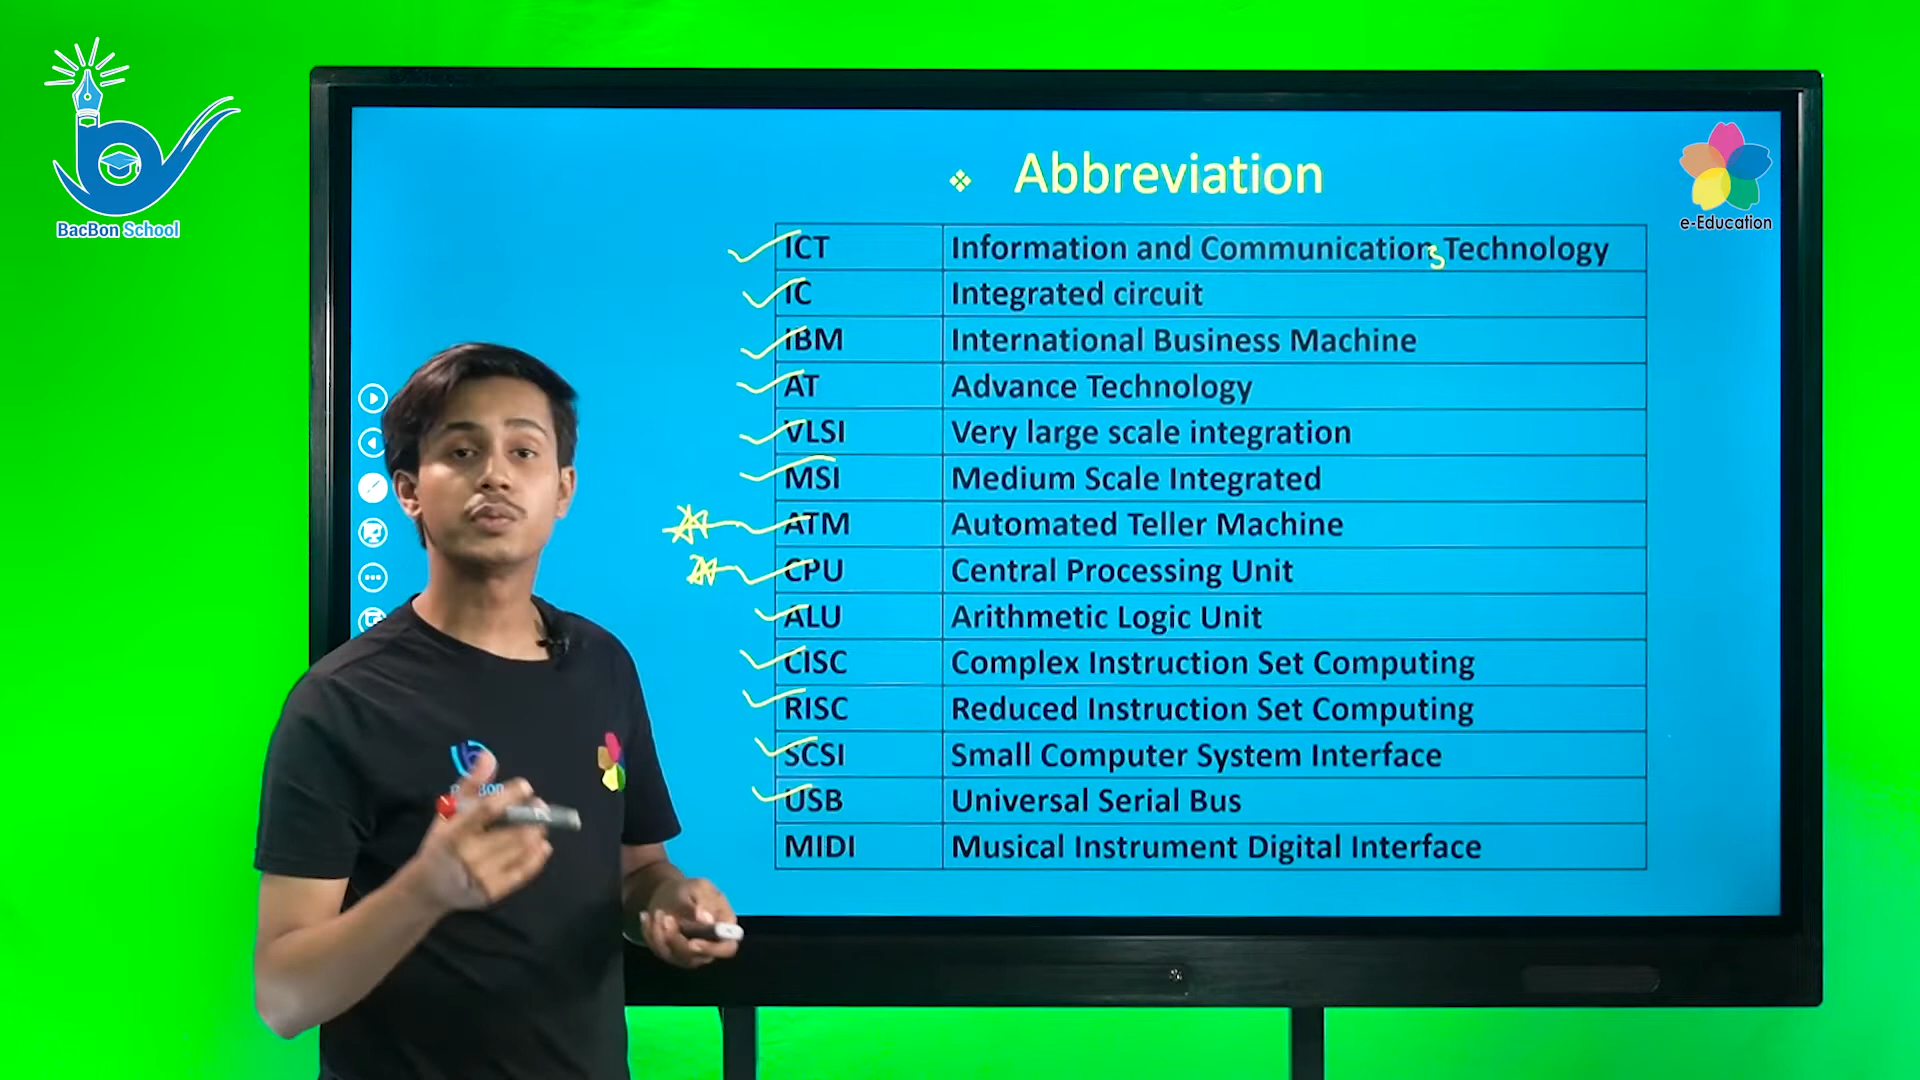 BacBon School
❖ Abbreviation
e-Education
ICT Information and Communications Technology
IC Integrated circuit
IBM International Business Machine
AT Advance Technology
VLSI Very large scale integration
MSI Medium Scale Integrated
ATM Automated Teller Machine
CPU Central Processing Unit
ALU Arithmetic Logic Unit
CISC Complex Instruction Set Computing
RISC Reduced Instruction Set Computing
SCSI Small Computer System Interface
USB Universal Serial Bus
MIDI Musical Instrument Digital Interface